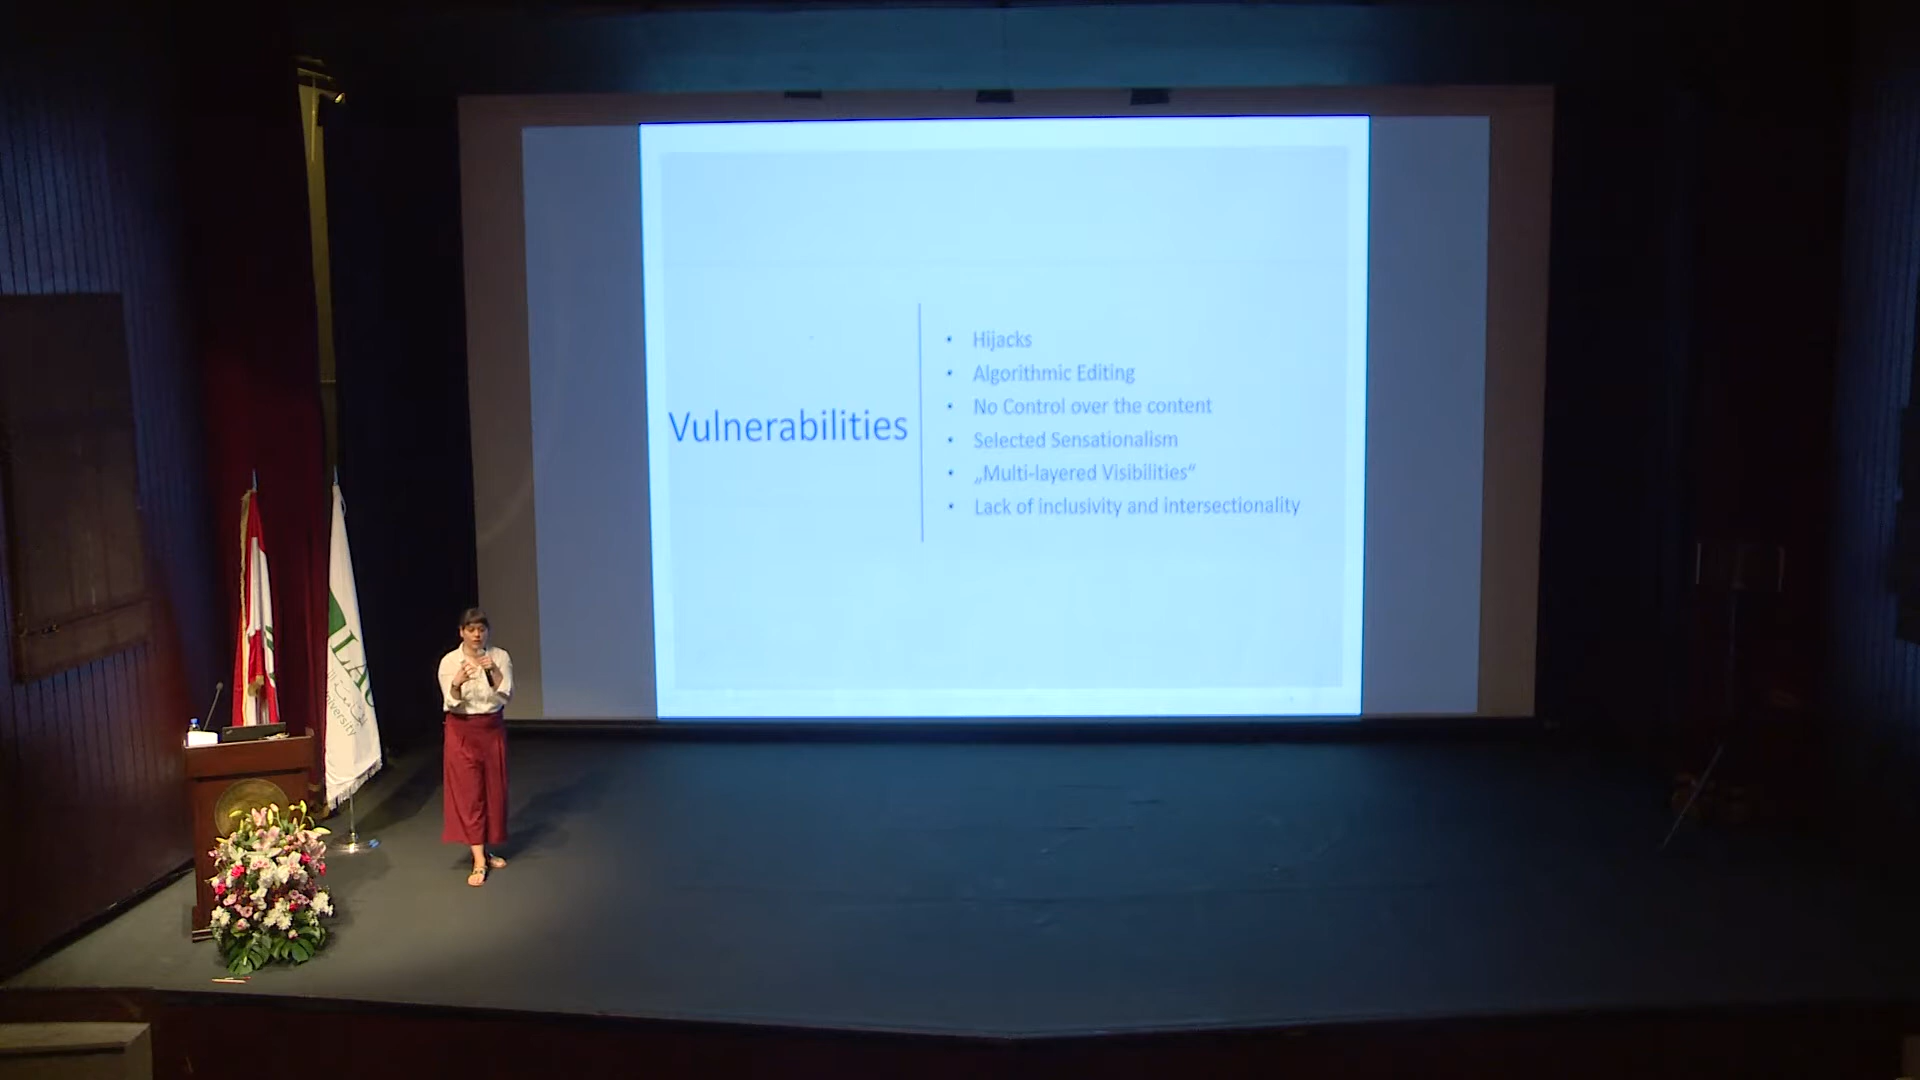 Vulnerabilities
• Hijacks
• Algorithmic Editing
• No Control over the content
• Selected Sensationalism
• „Multi-layered Visibilities“
• Lack of inclusivity and intersectionality
LAU